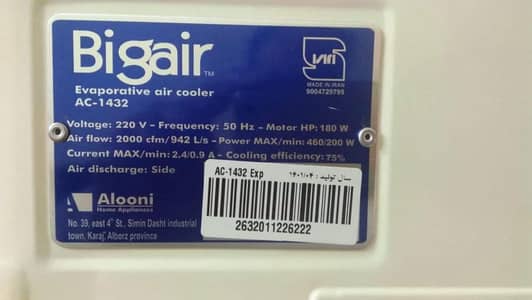 Bigair™
Evaporative air cooler
AC-1432
MADE IN IRAN
9004729795
Voltage: 220 V - Frequency: 50 Hz - Motor HP: 180 W
Air flow: 2000 cfm/942 L/s - Power MAX/min: 460/200 W
Current MAX/min: 2.4/0.9 A - Cooling efficiency: 75%
Air discharge: Side
Alooni
Home Appliances
No. 39, east 4th St., Simin Dasht industrial
town, Karaj, Alborz province
AC-1432 Exp
سال تولید : ۱۴۰۱/۰۴
2632011226222